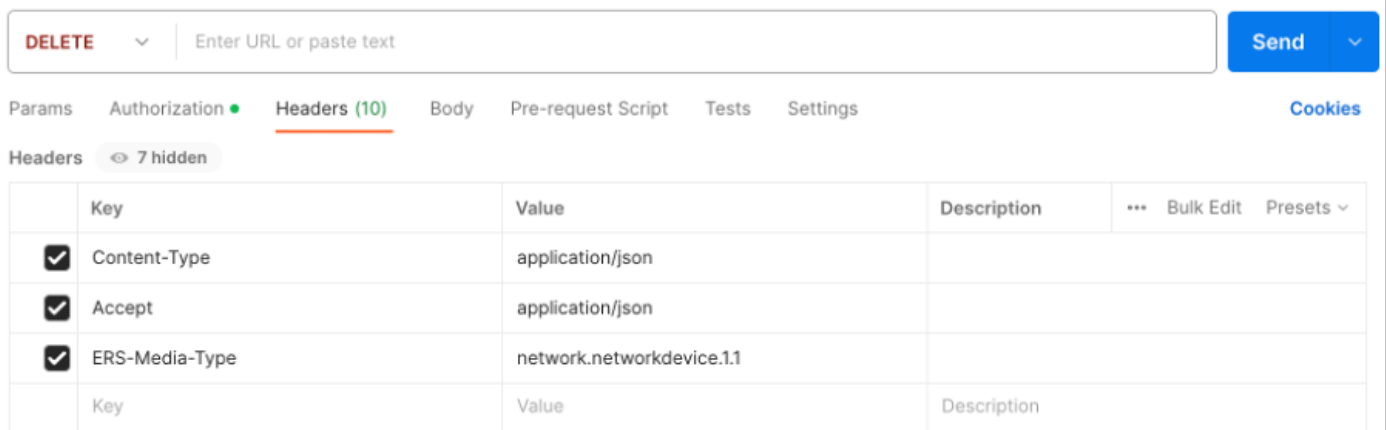 DELETE Enter URL or paste text Send
Params Authorization Headers (10) Body Pre-request Script Tests Settings Cookies
Headers 7 hidden
Key Value Description ••• Bulk Edit Presets
Content-Type application/json
Accept application/json
ERS-Media-Type network.networkdevice.1.1
Key Value Description